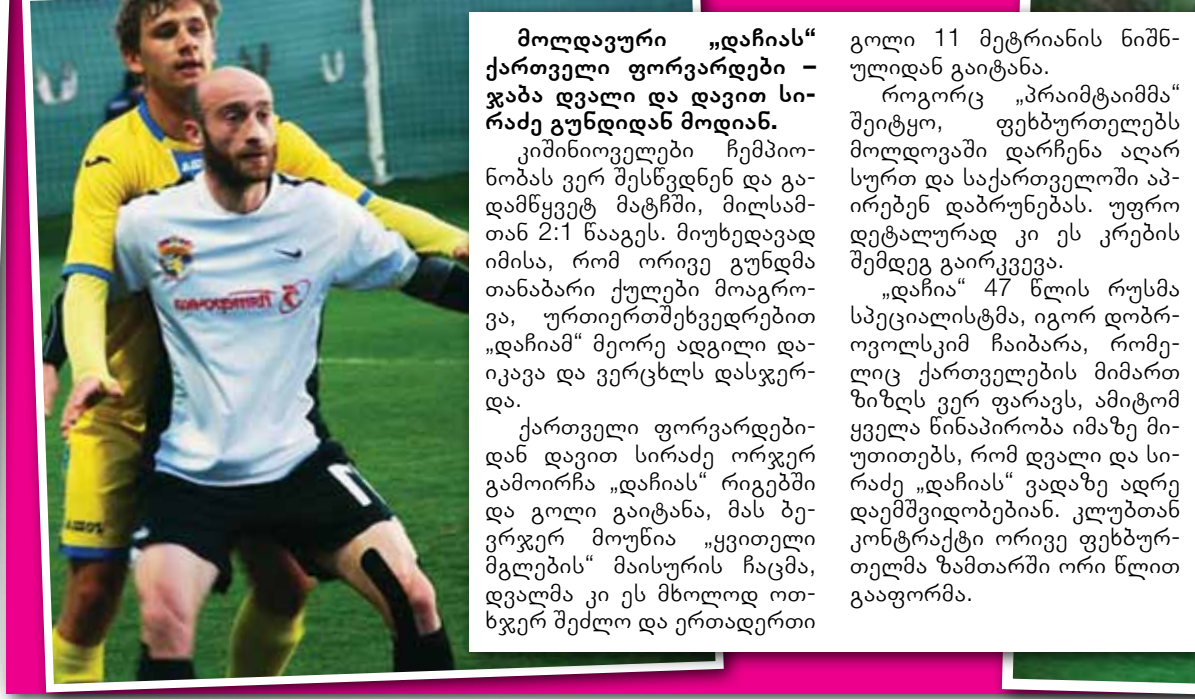 მოლდავური „დაჩიას“
ქართველი ფორვარდები –
ჯაბა დვალი და დავით სი-
რაძე გუნდიდან მოდიან.
კიშინიოველები ჩემპიო-
ნობას ვერ შესწვდნენ და გა-
დამწყვეტ მატჩში, მილსამ-
თან 2:1 წააგეს. მიუხედავად
იმისა, რომ ორივე გუნდმა
თანაბარი ქულები მოაგრო-
ვა, ურთიერთშეხვედრებით
„დაჩიამ“ მეორე ადგილი და-
იკავა და ვერცხლს დასჯერ-
და.
ქართველი ფორვარდები-
დან დავით სირაძე ორჯერ
გამოირჩა „დაჩიას“ რიგებში
და გოლი გაიტანა, მას ბე-
ვრჯერ მოუწია „ყვითელი
მგლების“ მაისურის ჩაცმა,
დვალმა კი ეს მხოლოდ ოთ-
ხჯერ შეძლო და ერთადერთი
გოლი 11 მეტრიანის ნიშნ-
ულიდან გაიტანა.
როგორც „პრაიმტაიმმა“
შეიტყო, ფეხბურთელებს
მოლდოვაში დარჩენა აღარ
სურთ და საქართველოში აპ-
ირებენ დაბრუნებას. უფრო
დეტალურად კი ეს კრების
შემდეგ გაირკვევა.
„დაჩია“ 47 წლის რუსმა
სპეციალისტმა, იგორ დობრ-
ოვოლსკიმ ჩაიბარა, რომე-
ლიც ქართველების მიმართ
ზიზღს ვერ ფარავს, ამიტომ
ყველა წინაპირობა იმაზე მი-
უთითებს, რომ დვალი და სი-
რაძე „დაჩიას“ ვადაზე ადრე
დაემშვიდობებიან. კლუბთან
კონტრაქტი ორივე ფეხბურ-
თელმა ზამთარში ორი წლით
გააფორმა.